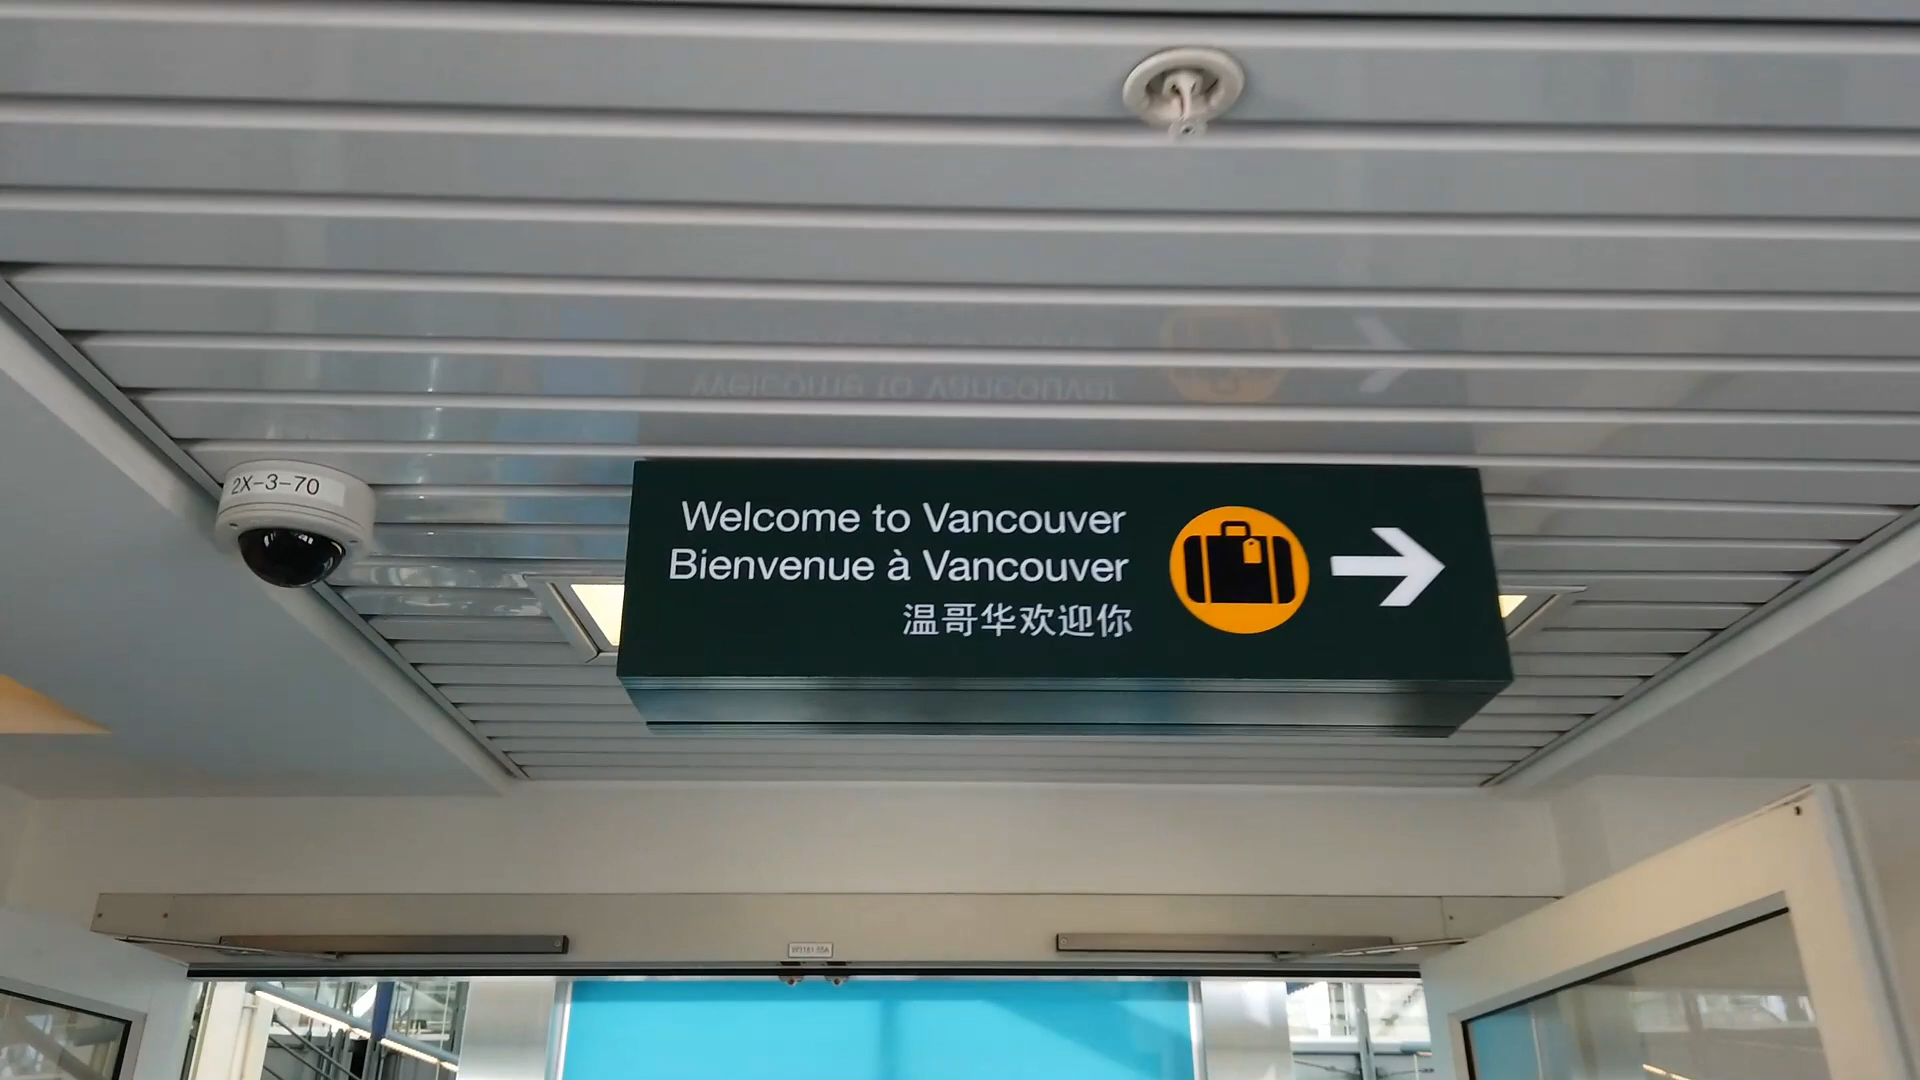 2X-3-70
Welcome to Vancouver
Bienvenue à Vancouver
温哥华欢迎你